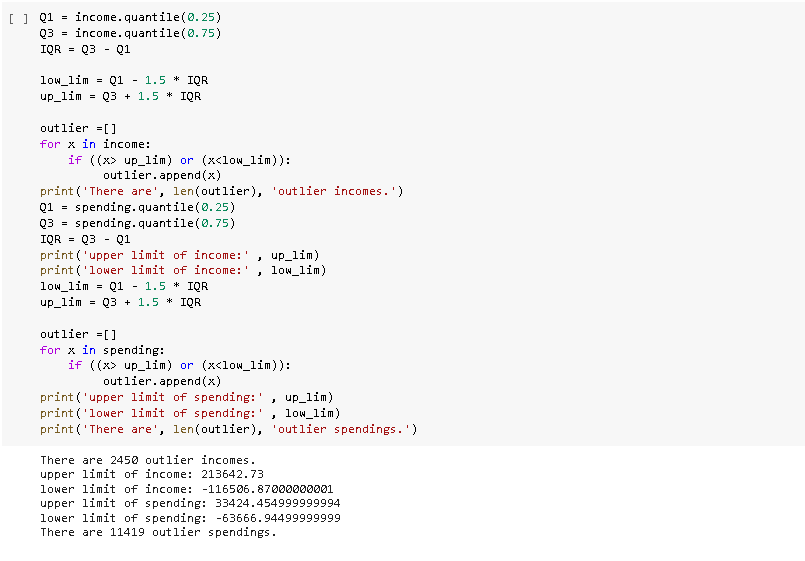 [ ] Q1 = income.quantile(0.25)
Q3 = income.quantile(0.75)
IQR = Q3 - Q1

low_lim = Q1 - 1.5 * IQR
up_lim = Q3 + 1.5 * IQR

outlier =[]
for x in income:
    if ((x> up_lim) or (x<low_lim)):
         outlier.append(x)
print('There are', len(outlier), 'outlier incomes.')
Q1 = spending.quantile(0.25)
Q3 = spending.quantile(0.75)
IQR = Q3 - Q1
print('upper limit of income:' , up_lim)
print('lower limit of income:' , low_lim)
low_lim = Q1 - 1.5 * IQR
up_lim = Q3 + 1.5 * IQR

outlier =[]
for x in spending:
    if ((x> up_lim) or (x<low_lim)):
         outlier.append(x)
print('upper limit of spending:' , up_lim)
print('lower limit of spending:' , low_lim)
print('There are', len(outlier), 'outlier spendings.')

There are 2450 outlier incomes.
upper limit of income: 213642.73
lower limit of income: -116506.87000000001
upper limit of spending: 33424.454999999994
lower limit of spending: -63666.94499999999
There are 11419 outlier spendings.